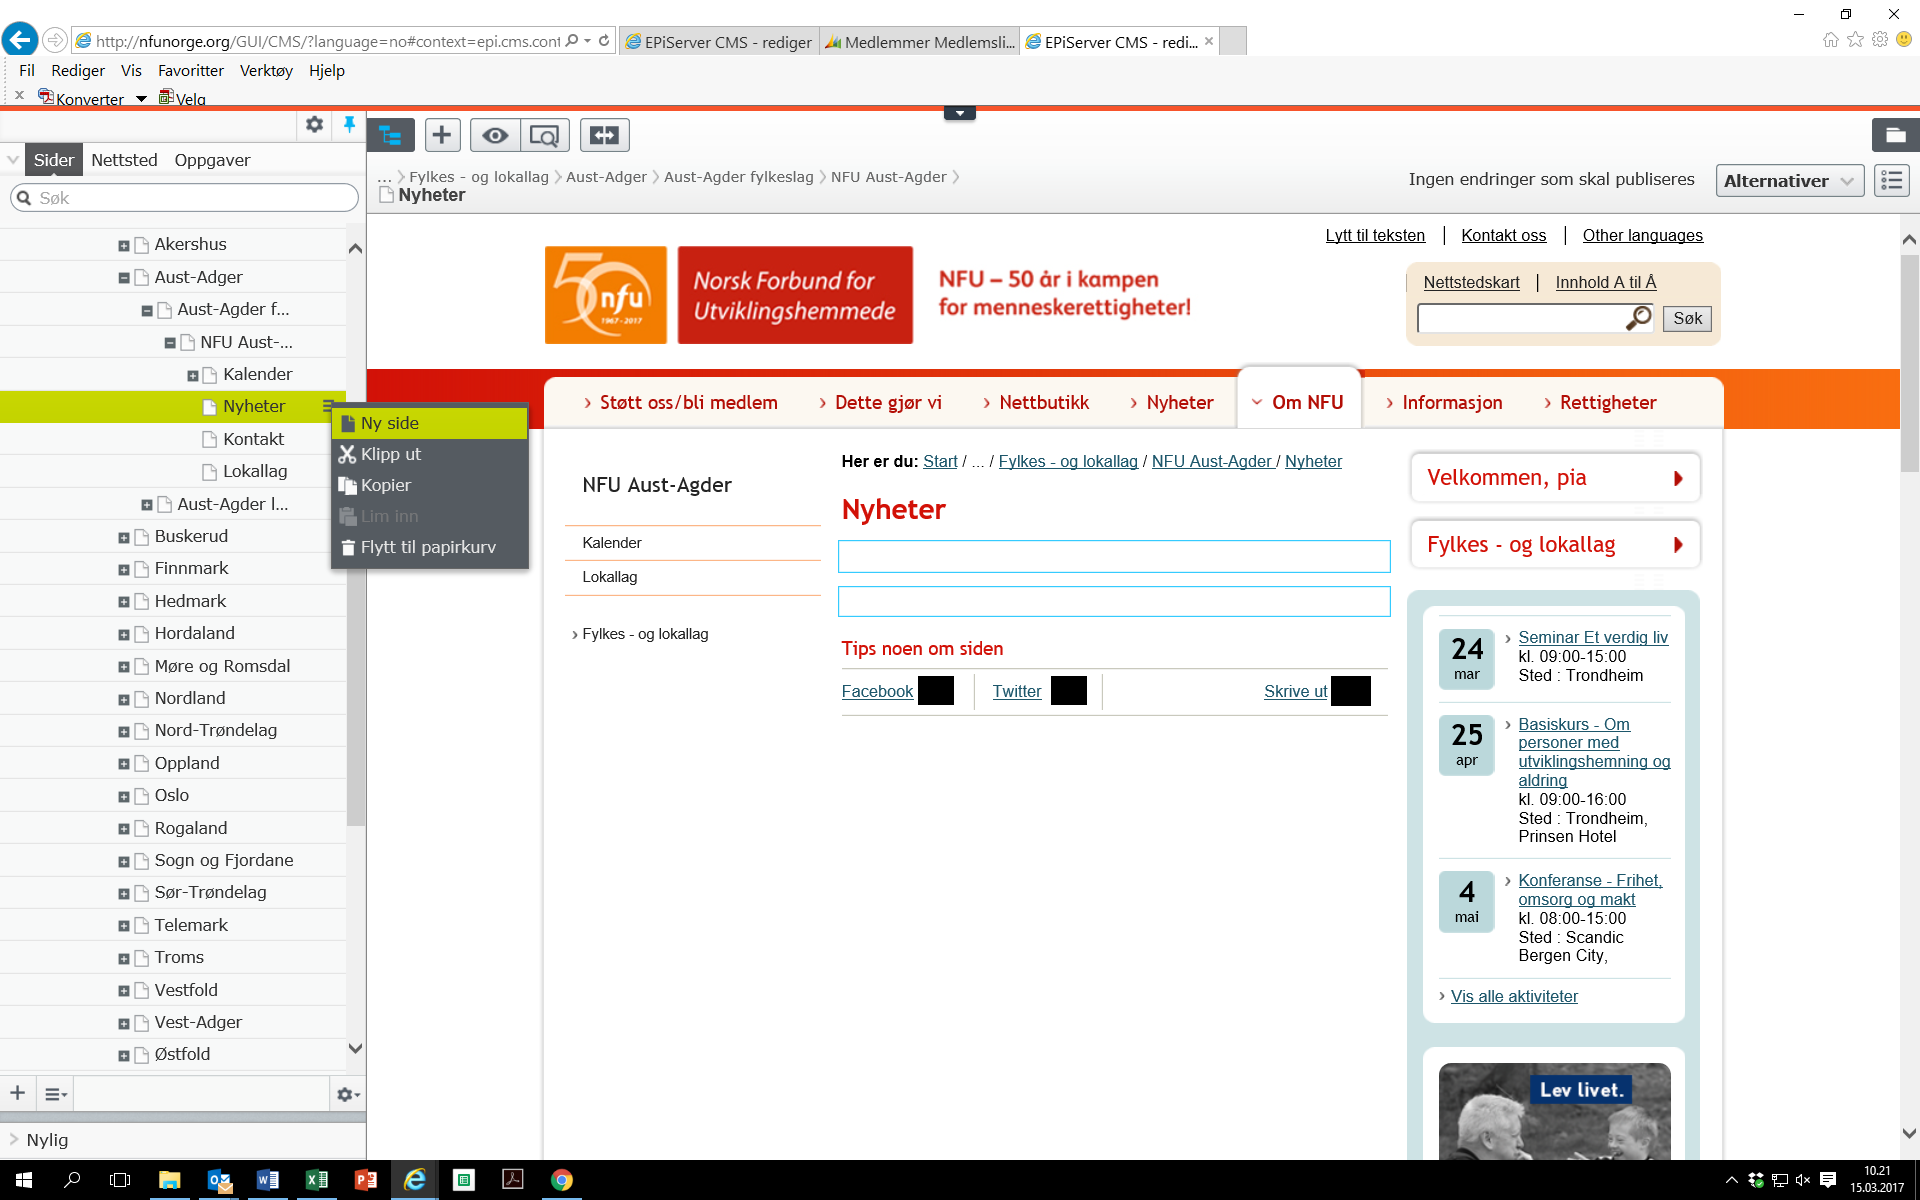 http://nfunorge.org/GUI/CMS/?language=no#context=epi.cms.cont
EPiServer CMS - rediger
Medlemmer Medlemsli...
EPiServer CMS - redi...
Fil Rediger Vis Favoritter Verktøy Hjelp
x Konverter Velg
Sider Nettsted Oppgaver
Søk
Akershus
Aust-Adger
Aust-Agder f...
NFU Aust-...
Kalender
Nyheter
Kontakt
Lokallag
Aust-Agder l...
Buskerud
Finnmark
Hedmark
Hordaland
Møre og Romsdal
Nordland
Nord-Trøndelag
Oppland
Oslo
Rogaland
Sogn og Fjordane
Sør-Trøndelag
Telemark
Troms
Vestfold
Vest-Adger
Østfold
Nylig
Ny side
Klipp ut
Kopier
Lim inn
Flytt til papirkurv
... > Fylkes - og lokallag > Aust-Adger > Aust-Agder fylkeslag > NFU Aust-Agder >
Nyheter
Ingen endringer som skal publiseres
Alternativer
Lytt til teksten | Kontakt oss | Other languages
50 nfu
1967 - 2017
Norsk Forbund for
Utviklingshemmede
NFU – 50 år i kampen
for menneskerettigheter!
Nettstedskart | Innhold A til Å
Søk
› Støtt oss/bli medlem › Dette gjør vi › Nettbutikk › Nyheter Om NFU › Informasjon › Rettigheter
NFU Aust-Agder
Kalender
Lokallag
› Fylkes - og lokallag
Her er du: Start / ... / Fylkes - og lokallag / NFU Aust-Agder / Nyheter
Nyheter
Tips noen om siden
Facebook Twitter Skrive ut
Velkommen, pia
Fylkes - og lokallag
24
mar
› Seminar Et verdig liv
kl. 09:00-15:00
Sted : Trondheim
25
apr
› Basiskurs - Om
personer med
utviklingshemning og
aldring
kl. 09:00-16:00
Sted : Trondheim,
Prinsen Hotel
4
mai
› Konferanse - Frihet,
omsorg og makt
kl. 08:00-15:00
Sted : Scandic
Bergen City,
› Vis alle aktiviteter
Lev livet.
10.21
15.03.2017